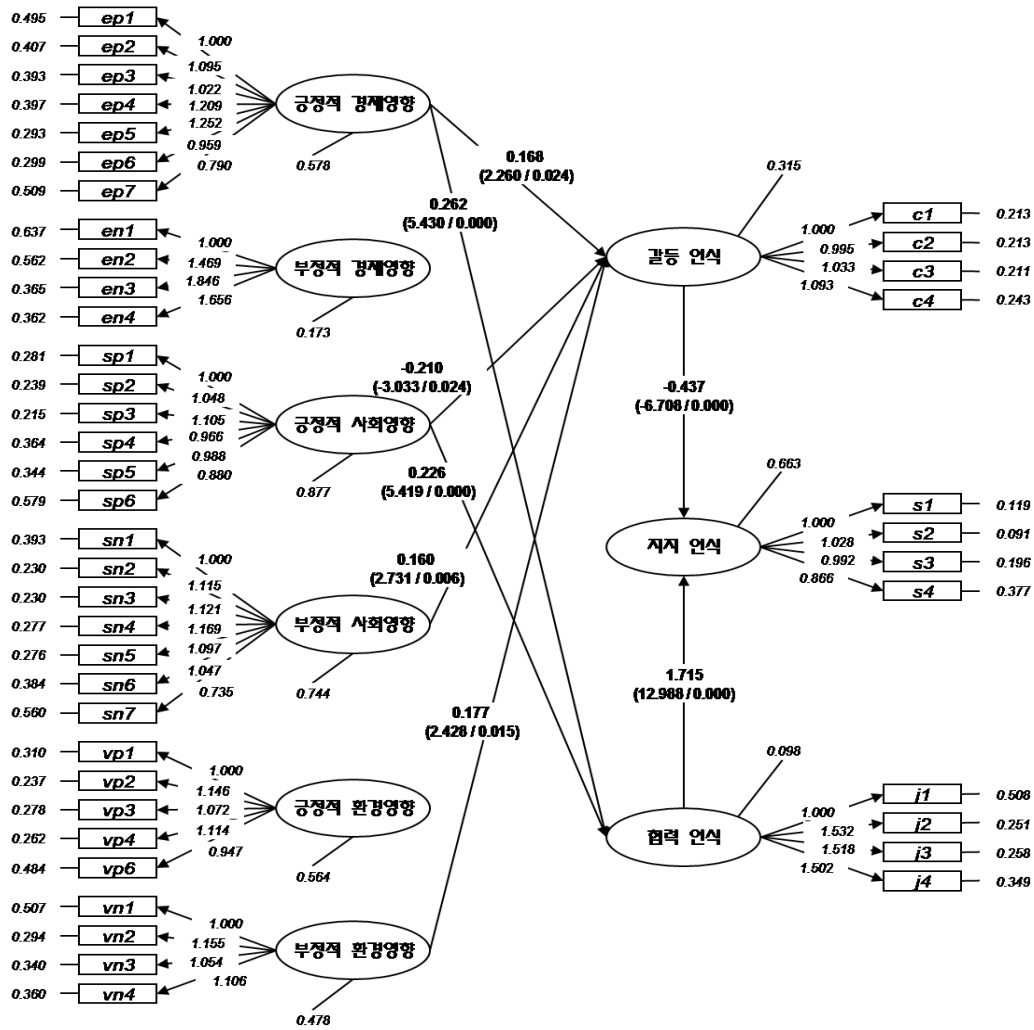 0.495 ep1
0.407 ep2
0.393 ep3
0.397 ep4
0.293 ep5
0.299 ep6
0.509 ep7
1.000
1.095
1.022
1.209
1.252
0.959
0.790
긍정적 경제영향
0.578
0.637 en1
0.562 en2
0.365 en3
0.362 en4
1.000
1.469
1.846
1.656
부정적 경제영향
0.173
0.281 sp1
0.239 sp2
0.215 sp3
0.364 sp4
0.344 sp5
0.579 sp6
1.000
1.048
1.105
0.966
0.988
0.880
긍정적 사회영향
0.877
0.393 sn1
0.230 sn2
0.230 sn3
0.277 sn4
0.276 sn5
0.384 sn6
0.560 sn7
1.000
1.115
1.121
1.169
1.097
1.047
0.735
부정적 사회영향
0.744
0.310 vp1
0.237 vp2
0.278 vp3
0.262 vp4
0.484 vp6
1.000
1.146
1.072
1.114
0.947
긍정적 환경영향
0.564
0.507 vn1
0.294 vn2
0.340 vn3
0.360 vn4
1.000
1.155
1.054
1.106
부정적 환경영향
0.478
0.168
(2.260 / 0.024)
0.262
(5.430 / 0.000)
-0.210
(-3.033 / 0.024)
0.226
(5.419 / 0.000)
0.160
(2.731 / 0.006)
0.177
(2.428 / 0.015)
갈등 인식
0.315
1.000
0.995
1.033
1.093
c1 0.213
c2 0.213
c3 0.211
c4 0.243
-0.437
(-6.708 / 0.000)
지지 인식
0.663
1.000
1.028
0.992
0.866
s1 0.119
s2 0.091
s3 0.196
s4 0.377
1.715
(12.988 / 0.000)
협력 인식
0.098
1.000
1.532
1.518
1.502
j1 0.508
j2 0.251
j3 0.258
j4 0.349